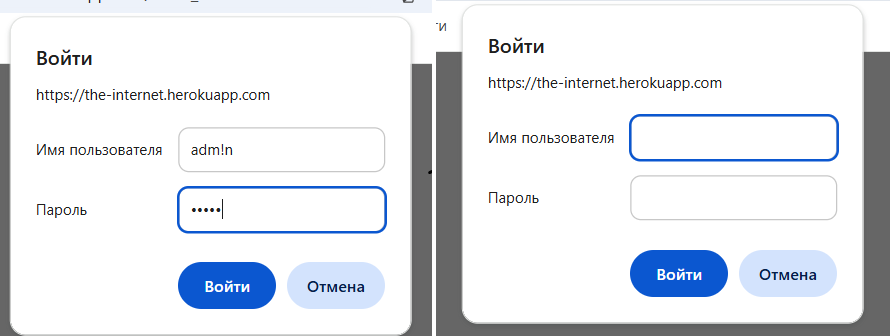 Войти
https://the-internet.herokuapp.com
Имя пользователя adm!n
Пароль •••••
Войти Отмена
ти
Войти
https://the-internet.herokuapp.com
Имя пользователя
Пароль
Войти Отмена